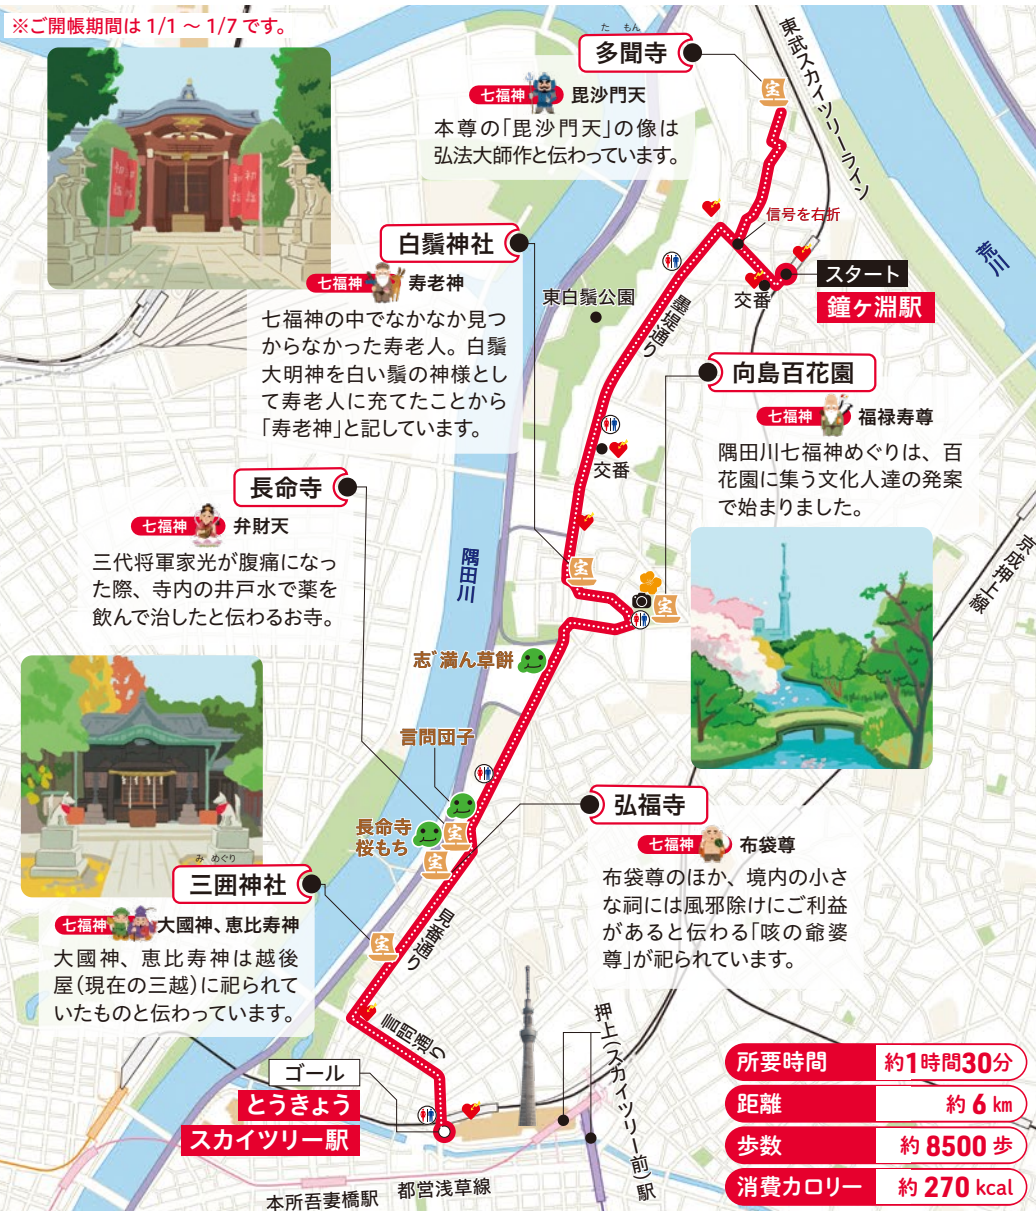 ※ご開帳期間は 1/1 ～ 1/7 です。
た もん
多聞寺
七福神 毘沙門天
本尊の「毘沙門天」の像は
弘法大師作と伝わっています。
宝
東武スカイツリーライン
信号を右折
荒川
スタート
鐘ヶ淵駅
交番
初詣
初詣
白鬚神社
七福神 寿老神
七福神の中でなかなか見つ
からなかった寿老人。白鬚
大明神を白い鬚の神様とし
て寿老人に充てたことから
「寿老神」と記しています。
東白鬚公園
墨堤通り
交番
宝
向島百花園
七福神 福禄寿尊
隅田川七福神めぐりは、百
花園に集う文化人達の発案
で始まりました。
宝
京成押上線
長命寺
七福神 弁財天
三代将軍家光が腹痛になっ
た際、寺内の井戸水で薬を
飲んで治したと伝わるお寺。
隅田川
志゛満ん草餅
言問団子
長命寺
桜もち
宝
宝
弘福寺
七福神 布袋尊
布袋尊のほか、境内の小さ
な祠には風邪除けにご利益
があると伝わる「咳の爺婆
尊」が祀られています。
み めぐり
三囲神社
七福神 大國神、恵比寿神
大國神、恵比寿神は越後
屋（現在の三越）に祀られて
いたものと伝わっています。
宝
見番通り
言問通り
ゴール
とうきょう
スカイツリー駅
押上（スカイツリー前）駅
本所吾妻橋駅
都営浅草線
所要時間 約1時間30分
距離 約 6 km
歩数 約 8500 歩
消費カロリー 約 270 kcal